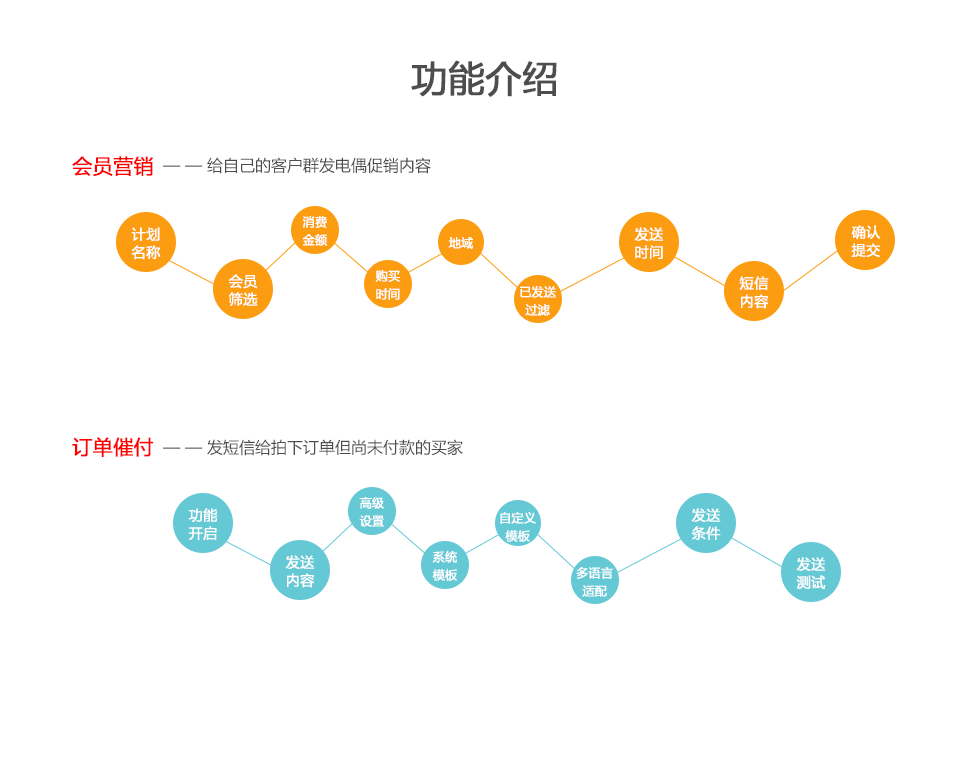 功能介绍
会员营销 — — 给自己的客户群发电偶促销内容
计划
名称
会员
筛选
消费
金额
购买
时间
地域
已发送
过滤
发送
时间
短信
内容
确认
提交
订单催付 — — 发短信给拍下订单但尚未付款的买家
功能
开启
发送
内容
高级
设置
系统
模板
自定义
模板
多语言
适配
发送
条件
发送
测试